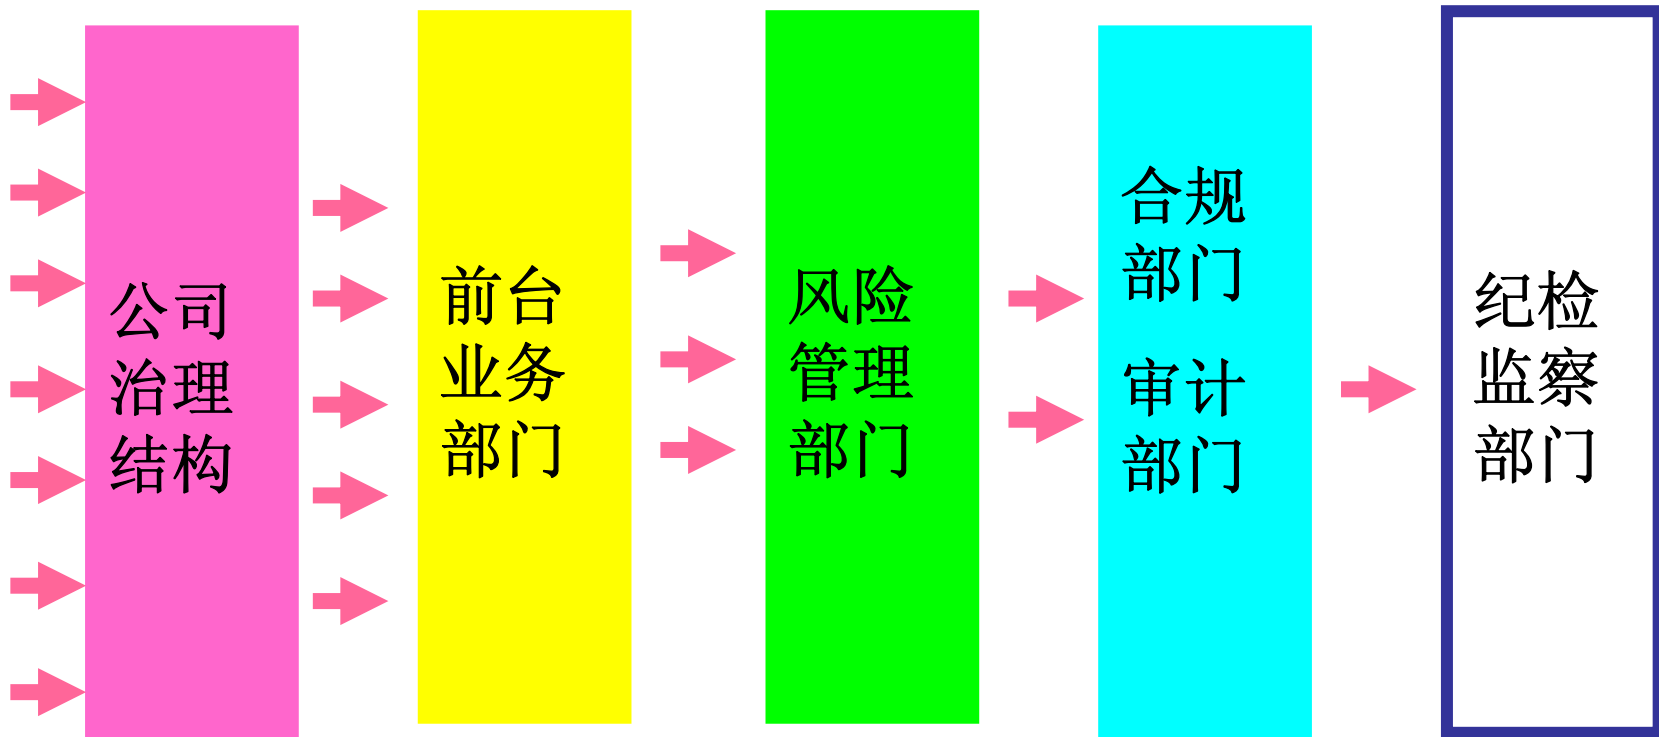 公司
治理
结构
前台
业务
部门
风险
管理
部门
合规
部门
审计
部门
纪检
监察
部门